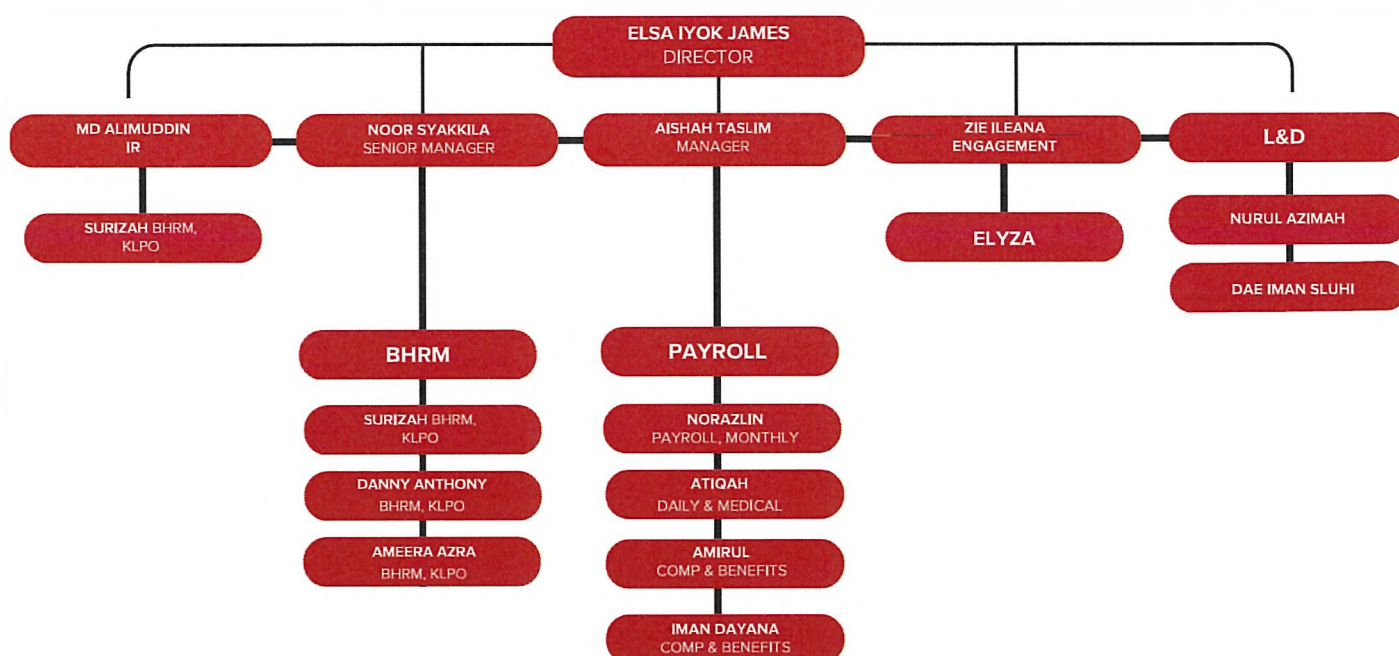 ELSA IYOK JAMES
DIRECTOR
MD ALIMUDDIN
IR
NOOR SYAKKILA
SENIOR MANAGER
AISHAH TASLIM
MANAGER
ZIE ILEANA
ENGAGEMENT
L&D
SURIZAH BHRM,
KLPO
ELYZA
NURUL AZIMAH
DAE IMAN SLUHI
BHRM
PAYROLL
SURIZAH BHRM,
KLPO
NORAZLIN
PAYROLL, MONTHLY
DANNY ANTHONY
BHRM, KLPO
ATIQAH
DAILY & MEDICAL
AMEERA AZRA
BHRM, KLPO
AMIRUL
COMP & BENEFITS
IMAN DAYANA
COMP & BENEFITS